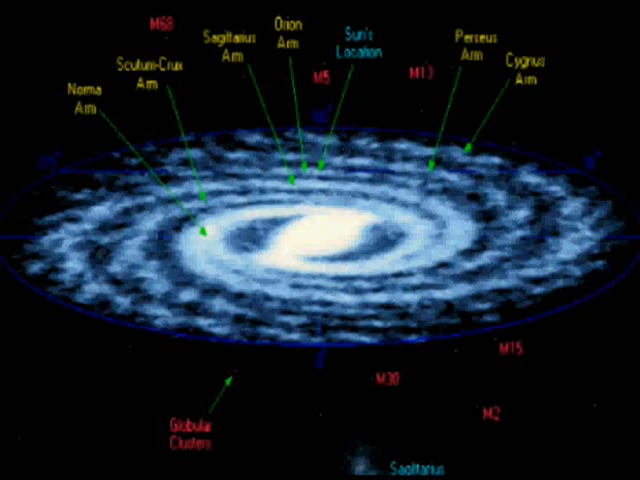 M68
Orion
Arm
Sagittarius
Arm
Sun's
Location
Perseus
Arm
Cygnus
Arm
Scutum-Crux
Arm
M5
M13
Norma
Arm
M15
M30
M2
Globular
Clusters
Sagittarius